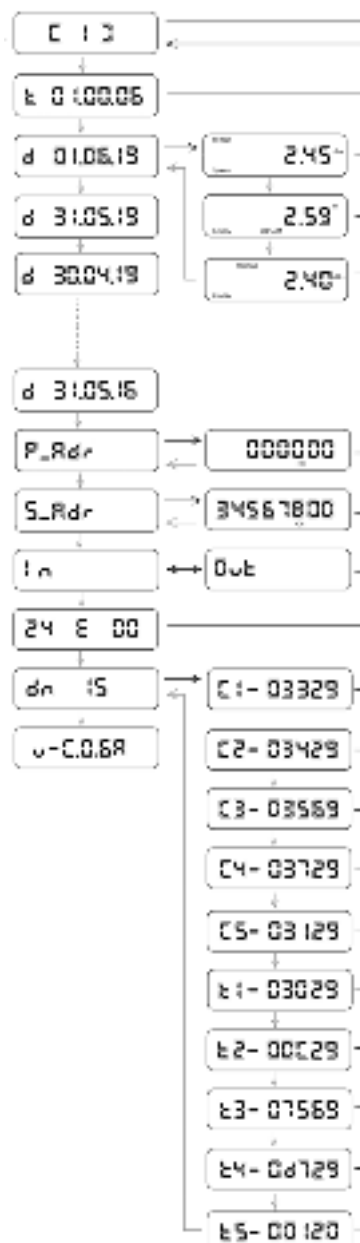 [ 1 ]
t 01.00.06
d 01.06.19
2.45
d 31.05.19
2.59
d 30.04.19
2.40
d 31.05.16
P_Adr
000000
S_Adr
34567800
In
Out
24 E 00
dn 15
C1- 03329
u-C.0.6A
C2- 03429
C3- 03569
C4- 03729
C5- 03129
t1- 03029
t2- 00C29
t3- 07569
t4- 0d729
t5- 00120